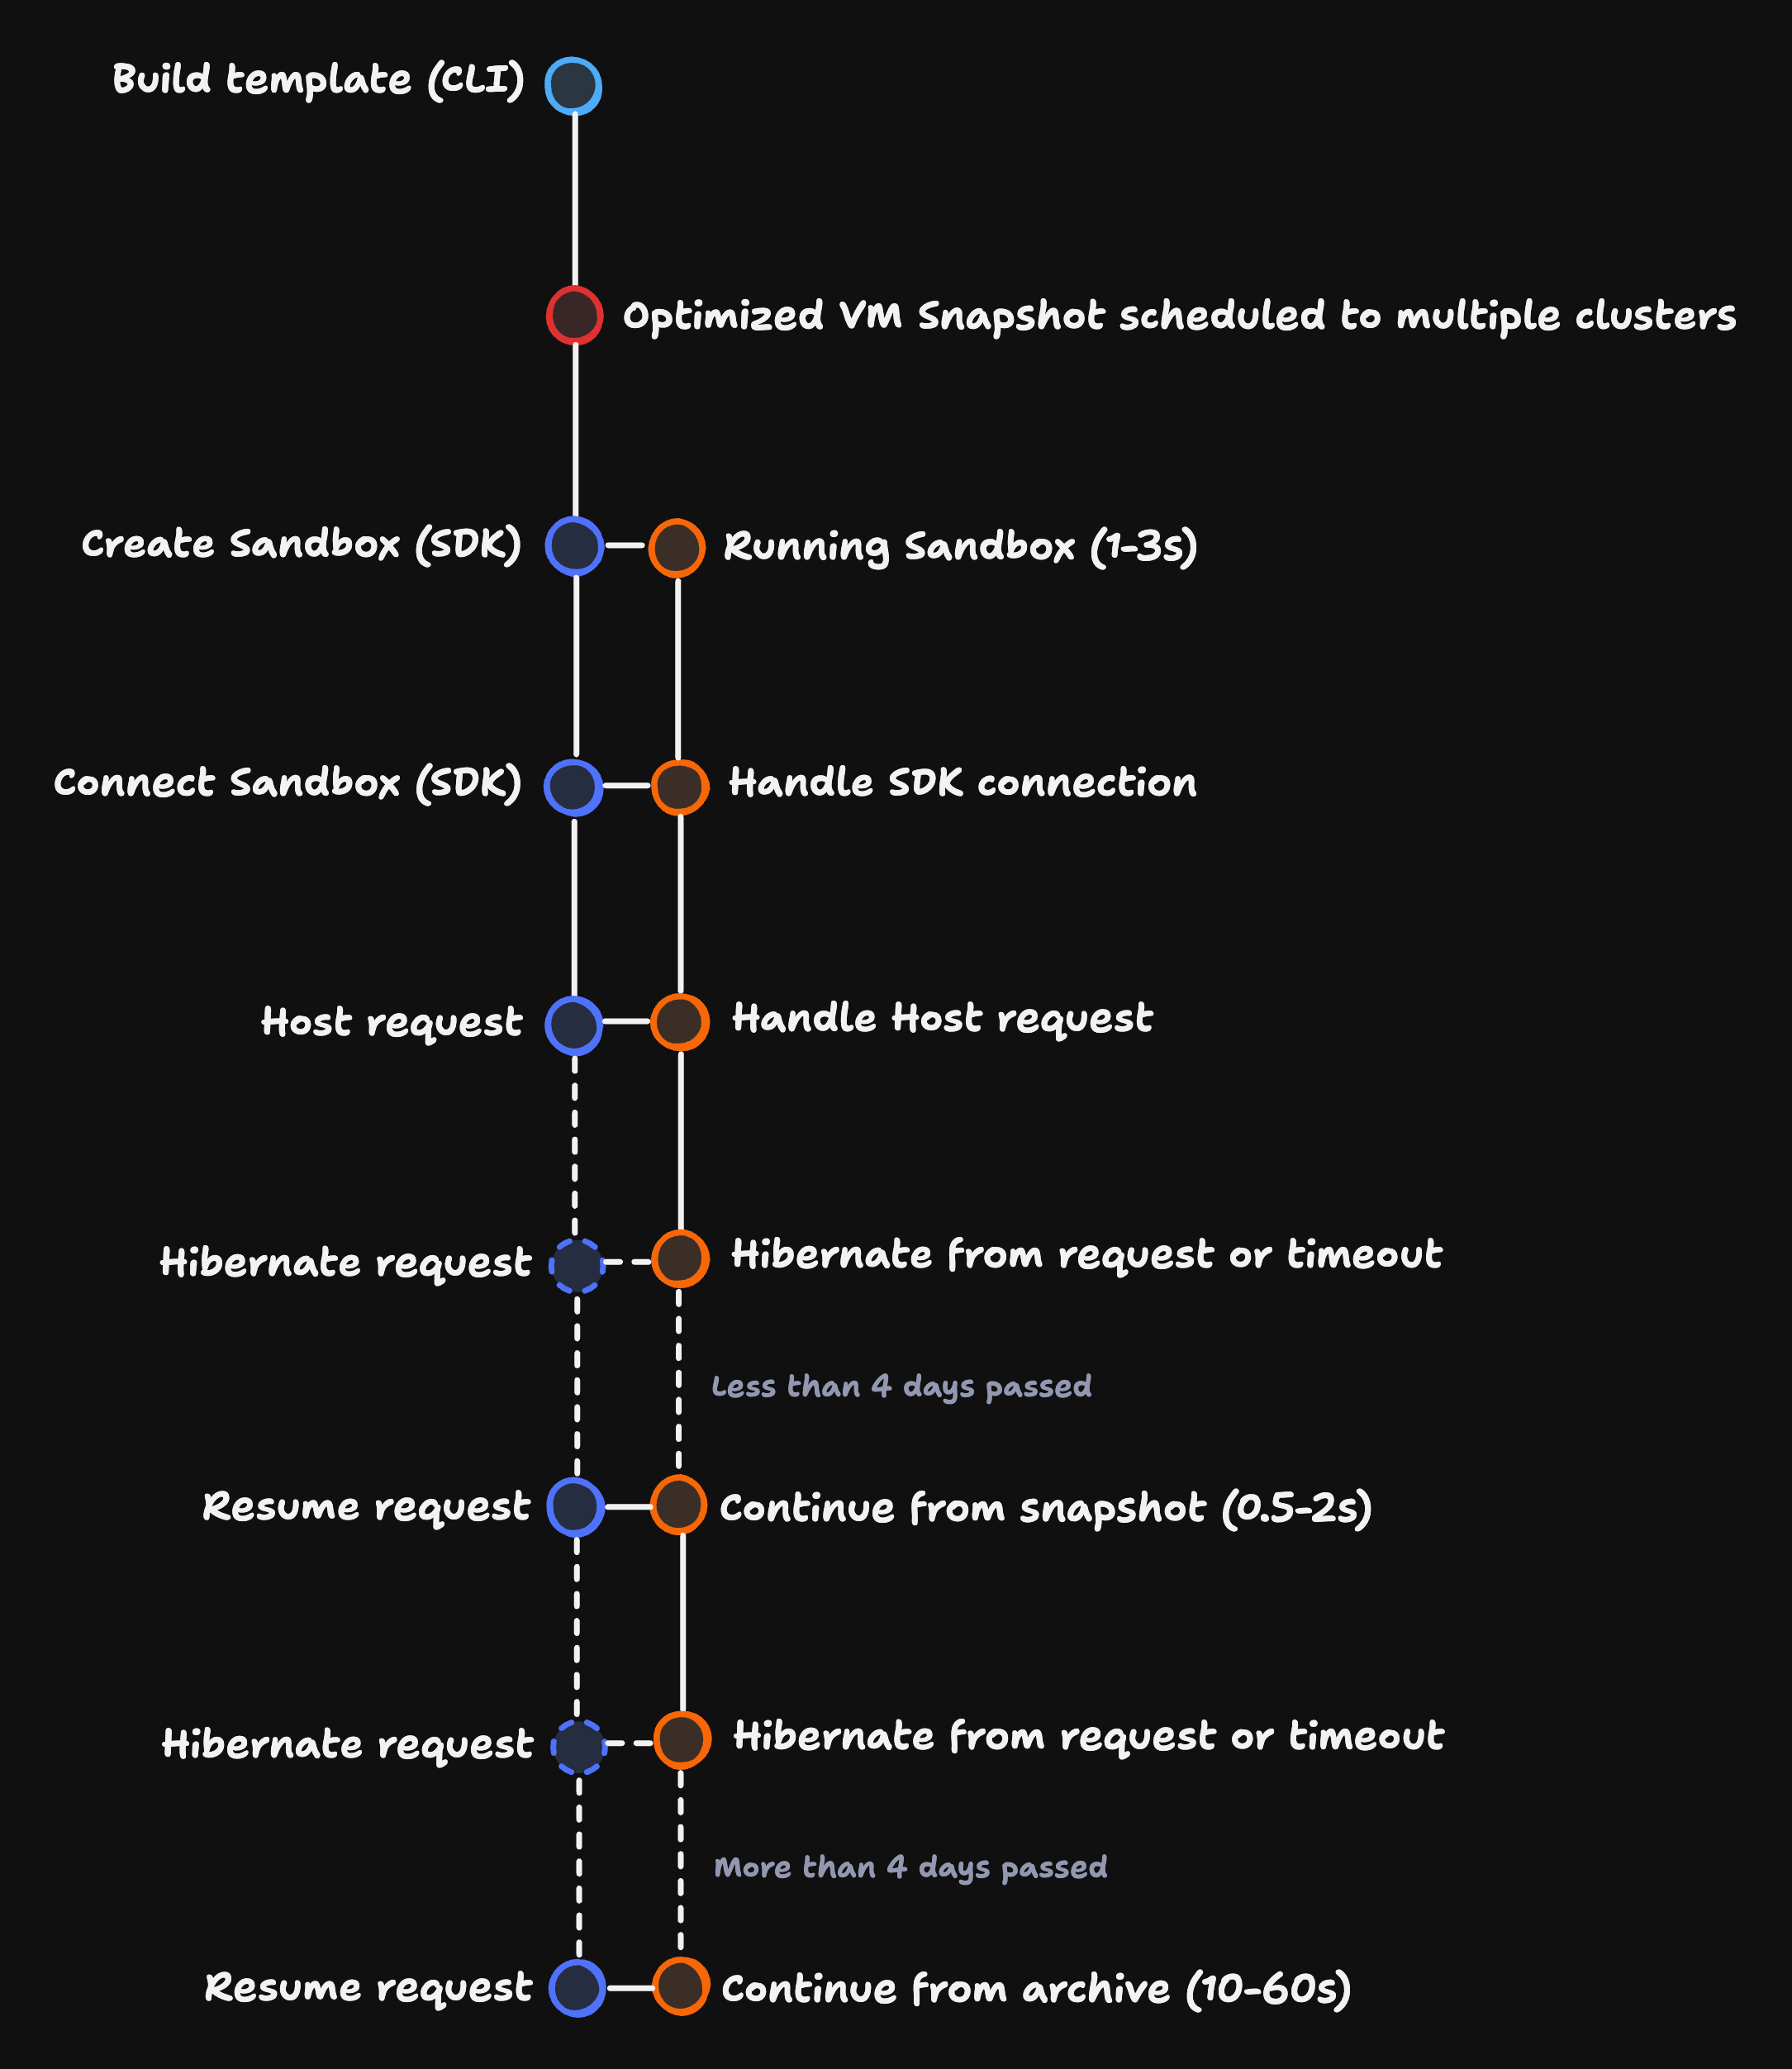 Build template (CLI)
Optimized VM Snapshot scheduled to multiple clusters
Create Sandbox (SDK)
Running Sandbox (1-3s)
Connect Sandbox (SDK)
Handle SDK connection
Host request
Handle Host request
Hibernate request
Hibernate from request or timeout
Less than 4 days passed
Resume request
Continue from snapshot (0.5-2s)
Hibernate request
Hibernate from request or timeout
More than 4 days passed
Resume request
Continue from archive (10-60s)